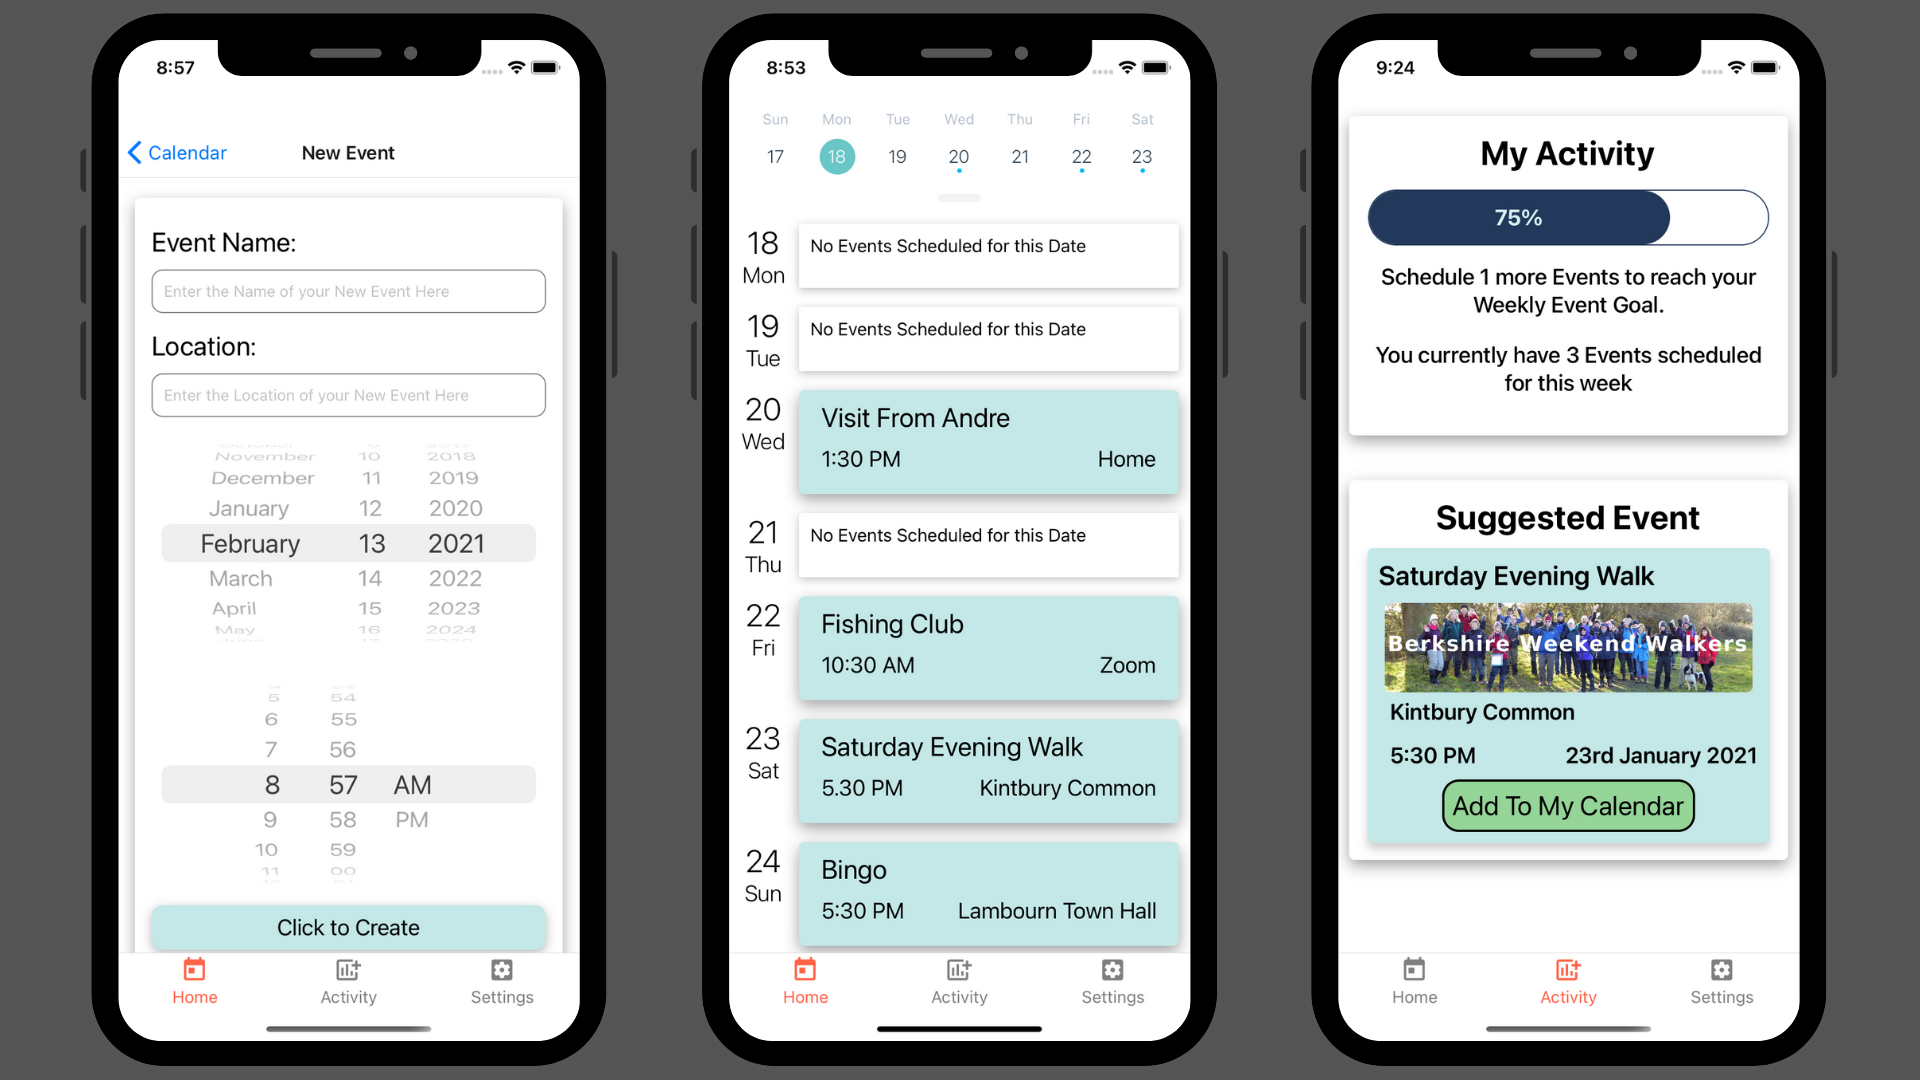 8:57
Calendar
New Event
Event Name:
Enter the Name of your New Event Here
Location:
Enter the Location of your New Event Here
November 10 2018
December 11 2019
January 12 2020
February 13 2021
March 14 2022
April 15 2023
May 16 2024
5 54
6 55
7 56
8 57 AM
9 58 PM
10 59
11 00
Click to Create
Home Activity Settings
8:53
Sun Mon Tue Wed Thu Fri Sat
17 18 19 20 21 22 23
18 No Events Scheduled for this Date
Mon
19 No Events Scheduled for this Date
Tue
20 Visit From Andre
Wed 1:30 PM Home
21 No Events Scheduled for this Date
Thu
22 Fishing Club
Fri 10:30 AM Zoom
23 Saturday Evening Walk
Sat 5.30 PM Kintbury Common
24 Bingo
Sun 5:30 PM Lambourn Town Hall
Home Activity Settings
9:24
My Activity
75%
Schedule 1 more Events to reach your
Weekly Event Goal.
You currently have 3 Events scheduled
for this week
Suggested Event
Saturday Evening Walk
Berkshire Weekend Walkers
Kintbury Common
5:30 PM 23rd January 2021
Add To My Calendar
Home Activity Settings